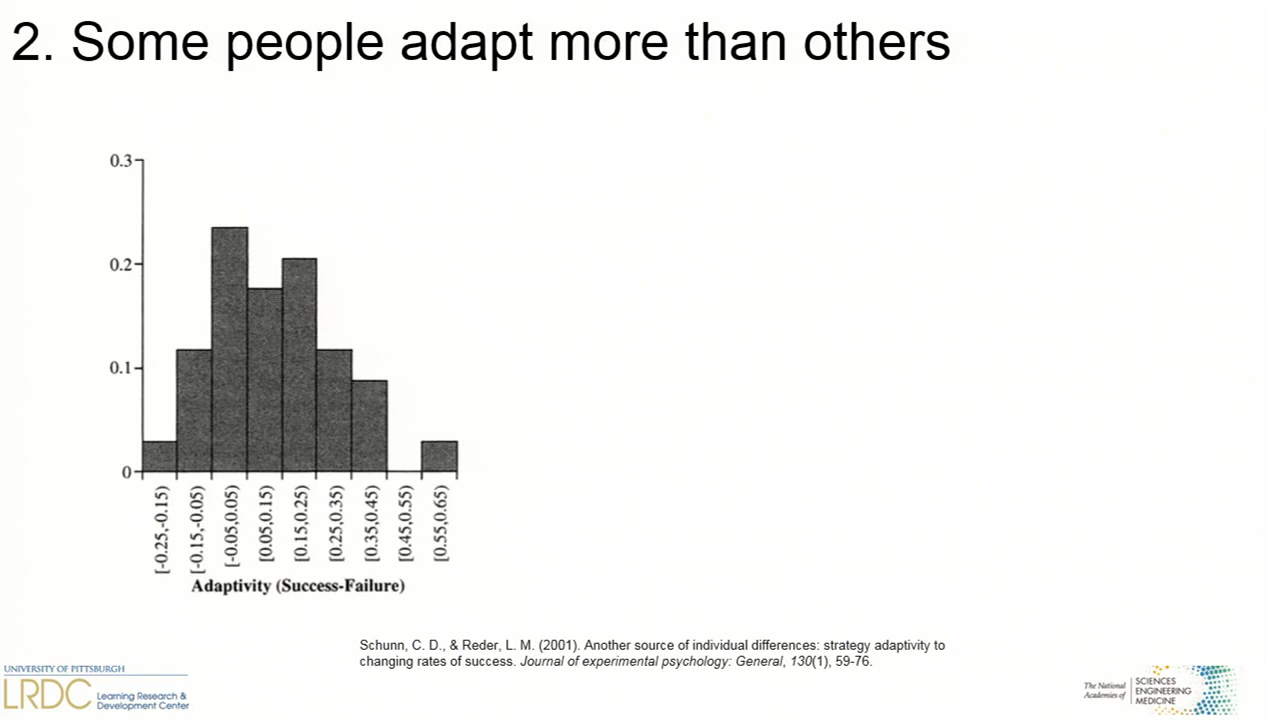 2. Some people adapt more than others
0.3
0.2
0.1
0
[-0.25,-0.15)
[-0.15,-0.05)
[-0.05,0.05)
[0.05,0.15)
[0.15,0.25)
[0.25,0.35)
[0.35,0.45)
[0.45,0.55)
[0.55,0.65)
Adaptivity (Success-Failure)
Schunn, C. D., & Reder, L. M. (2001). Another source of individual differences: strategy adaptivity to
changing rates of success. Journal of experimental psychology: General, 130(1), 59-76.
UNIVERSITY OF PITTSBURGH
LRDC
Learning Research &
Development Center
The National
Academies of
SCIENCES
ENGINEERING
MEDICINE